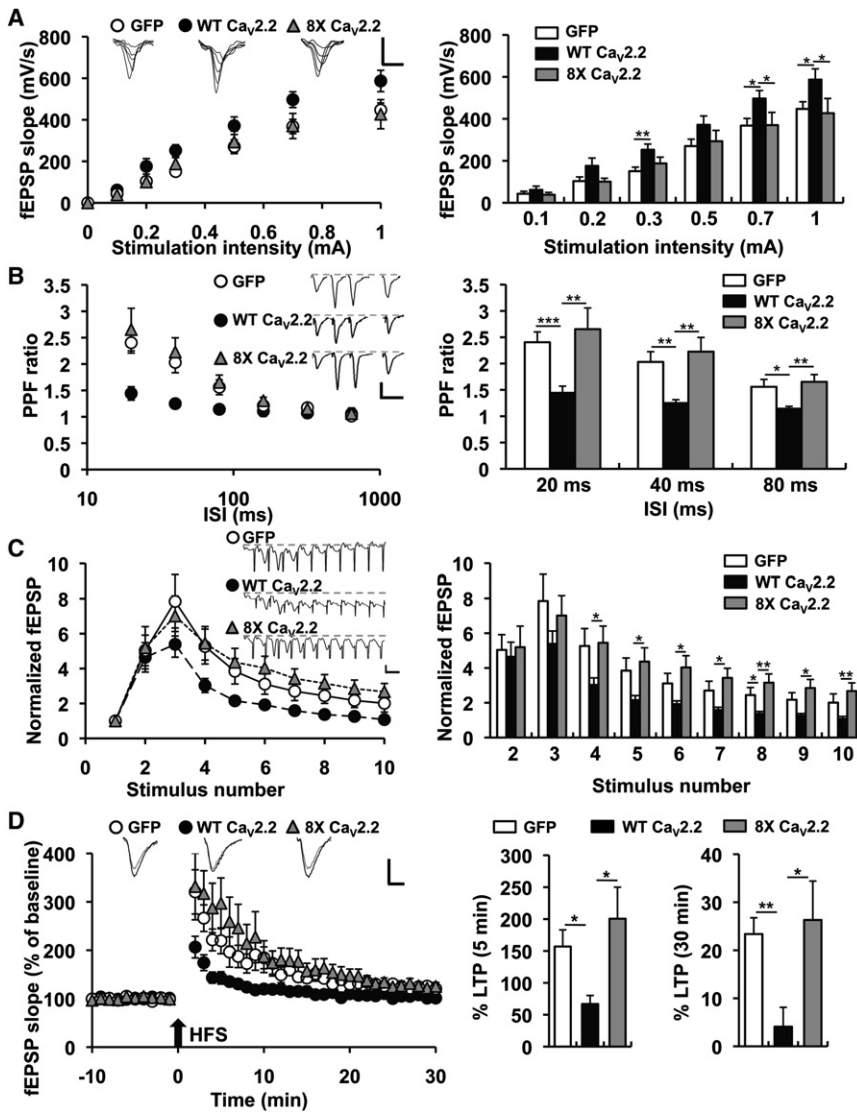 A
GFP WT CaV2.2 8X CaV2.2
fEPSP slope (mV/s)
800
600
400
200
0
0 0.2 0.4 0.6 0.8 1
Stimulation intensity (mA)
GFP
WT CaV2.2
8X CaV2.2
fEPSP slope (mV/s)
800
600
400
200
0
** * * * *
0.1 0.2 0.3 0.5 0.7 1
Stimulation intensity (mA)
B
GFP
WT CaV2.2
8X CaV2.2
PPF ratio
3.5
3
2.5
2
1.5
1
0.5
0
10 100 1000
ISI (ms)
GFP
WT CaV2.2
8X CaV2.2
PPF ratio
3.5
3
2.5
2
1.5
1
0.5
0
*** ** ** ** * **
20 ms 40 ms 80 ms
ISI (ms)
C
GFP
WT CaV2.2
8X CaV2.2
Normalized fEPSP
10
8
6
4
2
0
0 2 4 6 8 10
Stimulus number
GFP
WT CaV2.2
8X CaV2.2
Normalized fEPSP
10
8
6
4
2
0
* * * * * ** * **
2 3 4 5 6 7 8 9 10
Stimulus number
D
GFP WT CaV2.2 8X CaV2.2
fEPSP slope (% of baseline)
400
300
200
100
0
HFS
-10 0 10 20 30
Time (min)
GFP WT CaV2.2 8X CaV2.2
% LTP (5 min)
300
250
200
150
100
50
0
* *
% LTP (30 min)
40
30
20
10
0
** *